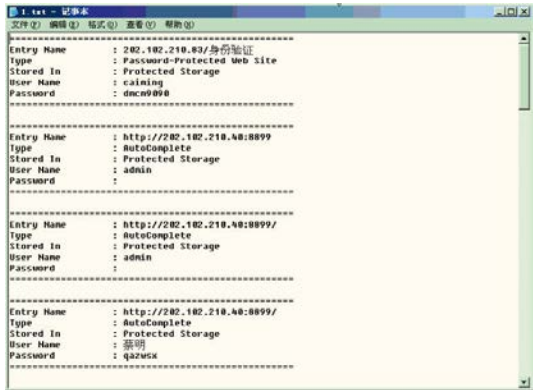 1.txt - 记事本
文件(F) 编辑(E) 格式(O) 查看(V) 帮助(H)
==================================================
Entry Name : 202.102.210.83/身份验证
Type : Password-Protected Web Site
Stored In : Protected Storage
User Name : caiming
Password : dmcm9090
==================================================
==================================================
Entry Name : http://202.102.210.40:8899
Type : AutoComplete
Stored In : Protected Storage
User Name : admin
Password :
==================================================
==================================================
Entry Name : http://202.102.210.40:8899/
Type : AutoComplete
Stored In : Protected Storage
User Name : admin
Password :
==================================================
==================================================
Entry Name : http://202.102.210.40:8899/
Type : AutoComplete
Stored In : Protected Storage
User Name : 蔡明
Password : qazwsx
==================================================